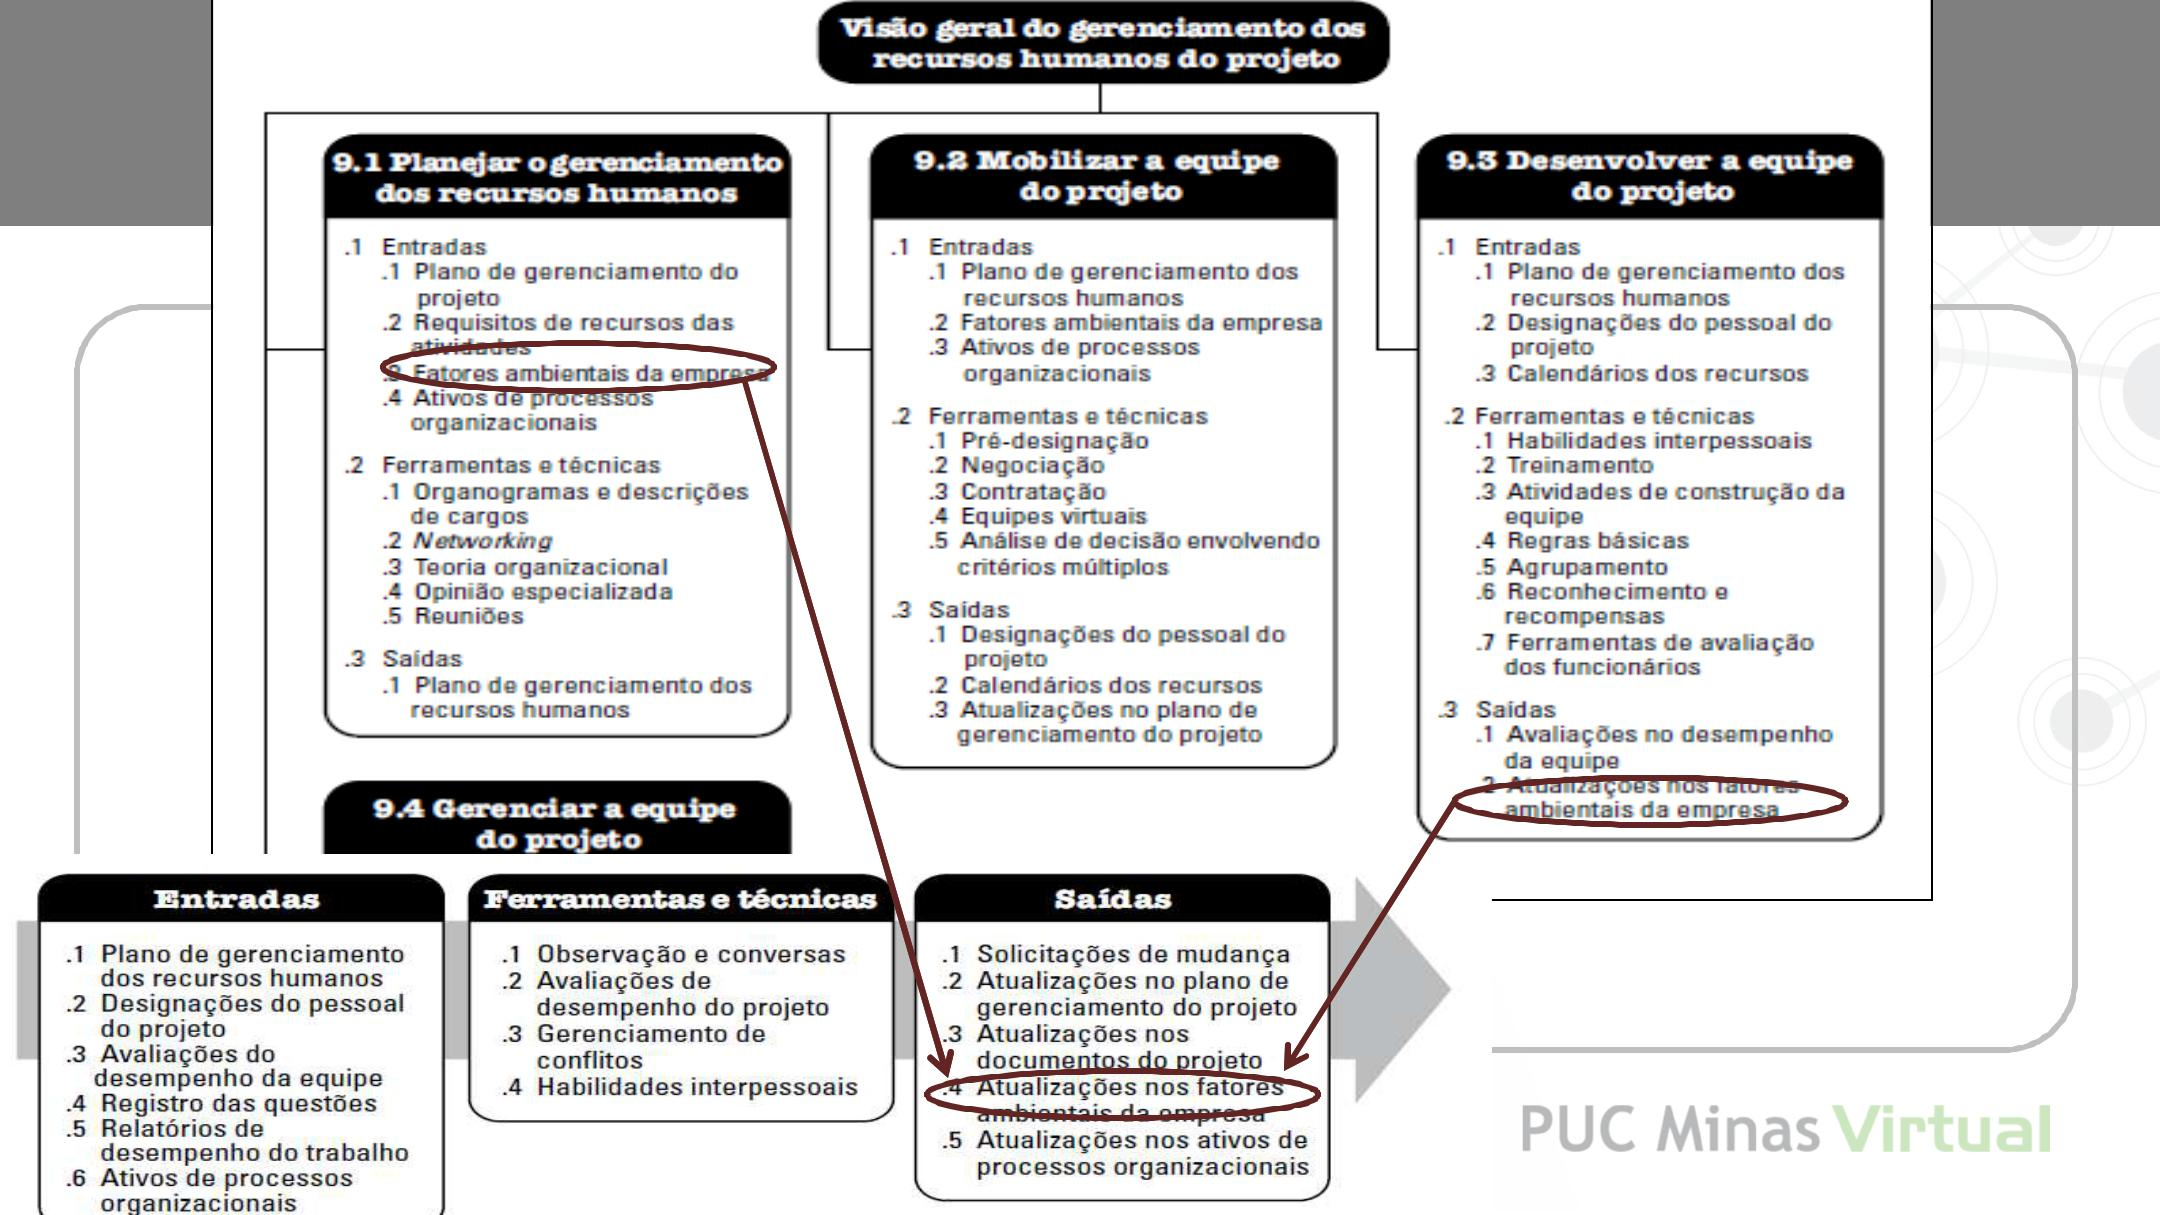 Visão geral do gerenciamento dos
recursos humanos do projeto
9.1 Planejar o gerenciamento
dos recursos humanos
.1 Entradas
.1 Plano de gerenciamento do
projeto
.2 Requisitos de recursos das
atividades
.3 Fatores ambientais da empresa
.4 Ativos de processos
organizacionais
.2 Ferramentas e técnicas
.1 Organogramas e descrições
de cargos
.2 Networking
.3 Teoria organizacional
.4 Opinião especializada
.5 Reuniões
.3 Saídas
.1 Plano de gerenciamento dos
recursos humanos
9.2 Mobilizar a equipe
do projeto
.1 Entradas
.1 Plano de gerenciamento dos
recursos humanos
.2 Fatores ambientais da empresa
.3 Ativos de processos
organizacionais
.2 Ferramentas e técnicas
.1 Pré-designação
.2 Negociação
.3 Contratação
.4 Equipes virtuais
.5 Análise de decisão envolvendo
critérios múltiplos
.3 Saídas
.1 Designações do pessoal do
projeto
.2 Calendários dos recursos
.3 Atualizações no plano de
gerenciamento do projeto
9.3 Desenvolver a equipe
do projeto
.1 Entradas
.1 Plano de gerenciamento dos
recursos humanos
.2 Designações do pessoal do
projeto
.3 Calendários dos recursos
.2 Ferramentas e técnicas
.1 Habilidades interpessoais
.2 Treinamento
.3 Atividades de construção da
equipe
.4 Regras básicas
.5 Agrupamento
.6 Reconhecimento e
recompensas
.7 Ferramentas de avaliação
dos funcionários
.3 Saídas
.1 Avaliações no desempenho
da equipe
.2 Atualizações nos fatores
ambientais da empresa
9.4 Gerenciar a equipe
do projeto
Entradas
.1 Plano de gerenciamento
dos recursos humanos
.2 Designações do pessoal
do projeto
.3 Avaliações do
desempenho da equipe
.4 Registro das questões
.5 Relatórios de
desempenho do trabalho
.6 Ativos de processos
organizacionais
Ferramentas e técnicas
.1 Observação e conversas
.2 Avaliações de
desempenho do projeto
.3 Gerenciamento de
conflitos
.4 Habilidades interpessoais
Saídas
.1 Solicitações de mudança
.2 Atualizações no plano de
gerenciamento do projeto
.3 Atualizações nos
documentos do projeto
.4 Atualizações nos fatores
ambientais da empresa
.5 Atualizações nos ativos de
processos organizacionais
PUC Minas Virtual